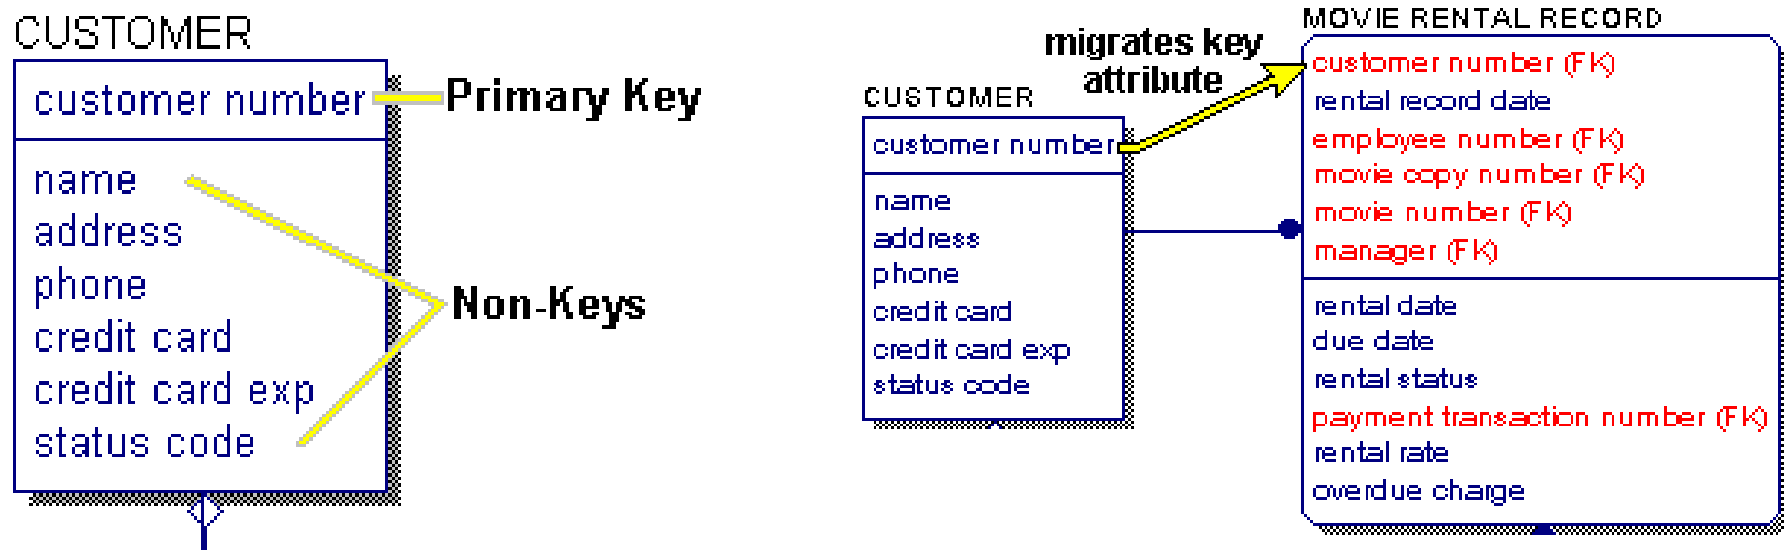 CUSTOMER
customer number
Primary Key
name
address
phone
credit card
credit card exp
status code
Non-Keys
migrates key
attribute
CUSTOMER
customer number
name
address
phone
credit card
credit card exp
status code
MOVIE RENTAL RECORD
customer number (FK)
rental record date
employee number (FK)
movie copy number (FK)
movie number (FK)
manager (FK)
rental date
due date
rental status
payment transaction number (FK)
rental rate
overdue charge